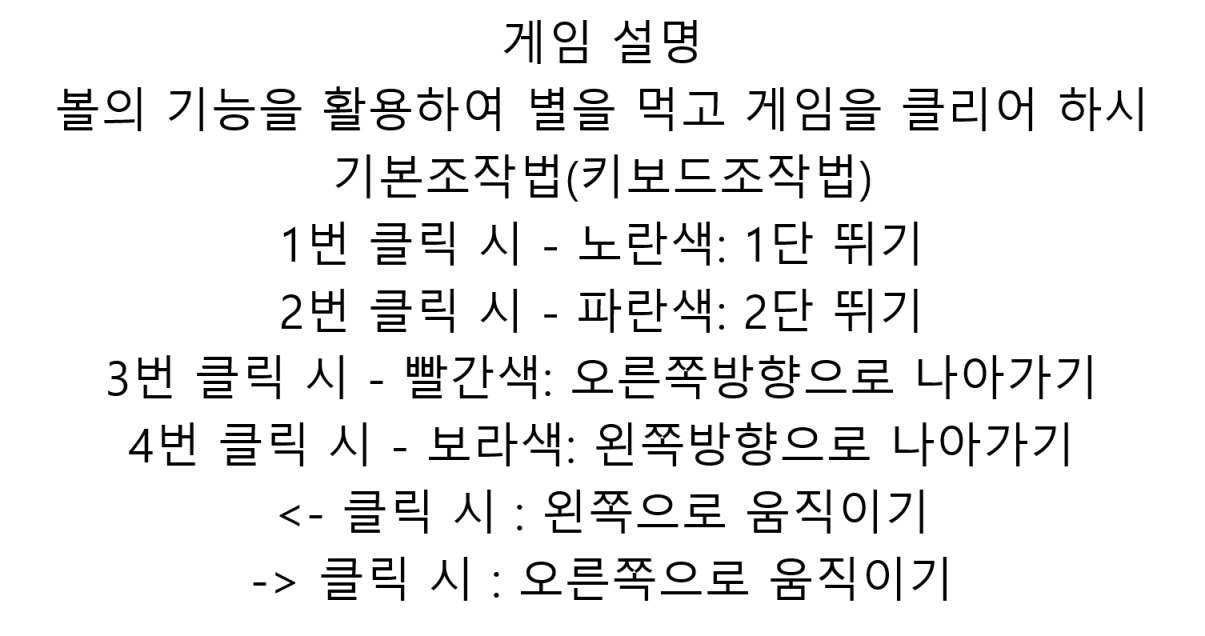 게임 설명
볼의 기능을 활용하여 별을 먹고 게임을 클리어 하시
기본조작법(키보드조작법)
1번 클릭 시 - 노란색: 1단 뛰기
2번 클릭 시 - 파란색: 2단 뛰기
3번 클릭 시 - 빨간색: 오른쪽방향으로 나아가기
4번 클릭 시 - 보라색: 왼쪽방향으로 나아가기
<- 클릭 시 : 왼쪽으로 움직이기
-> 클릭 시 : 오른쪽으로 움직이기